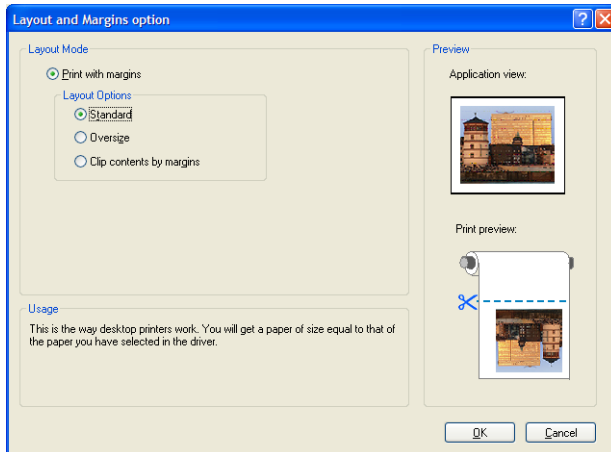 Layout and Margins option
Layout Mode
Print with margins
Layout Options
Standard
Oversize
Clip contents by margins
Usage
This is the way desktop printers work. You will get a paper of size equal to that of
the paper you have selected in the driver.
Preview
Application view:
Print preview:
OK
Cancel